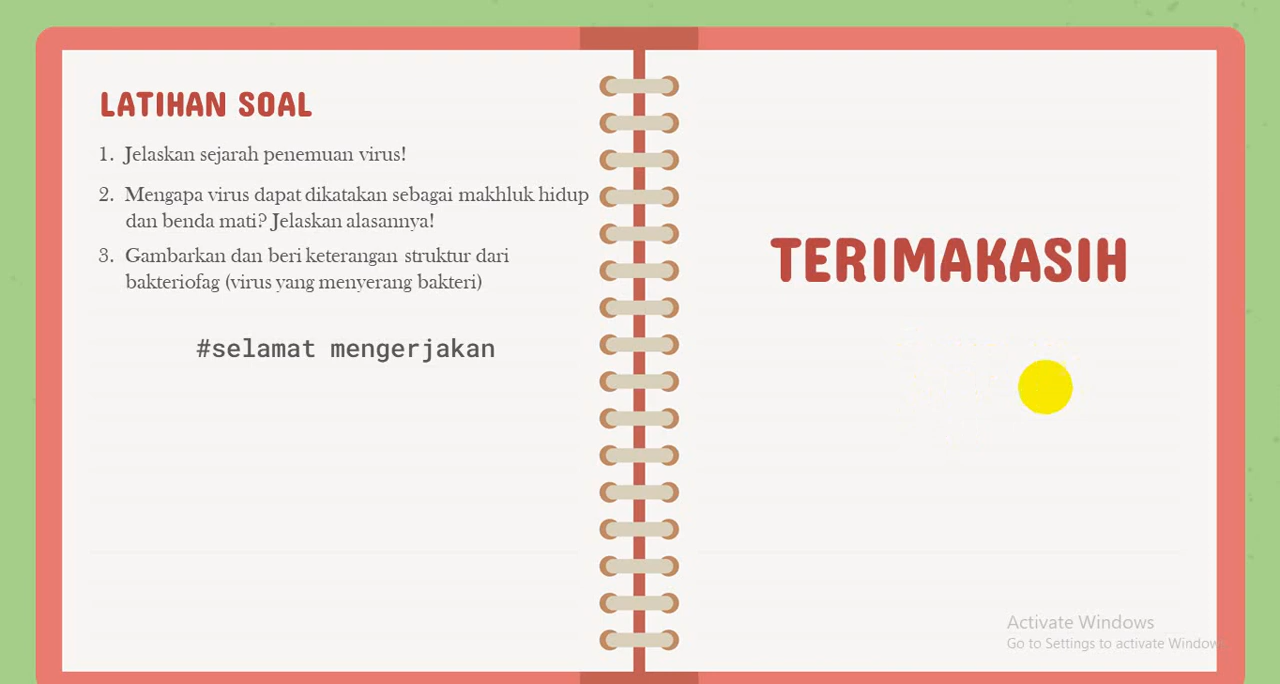 LATIHAN SOAL
1. Jelaskan sejarah penemuan virus!
2. Mengapa virus dapat dikatakan sebagai makhluk hidup
dan benda mati? Jelaskan alasannya!
3. Gambarkan dan beri keterangan struktur dari
bakteriofag (virus yang menyerang bakteri)
#selamat mengerjakan
TERIMAKASIH
Activate Windows
Go to Settings to activate Windows